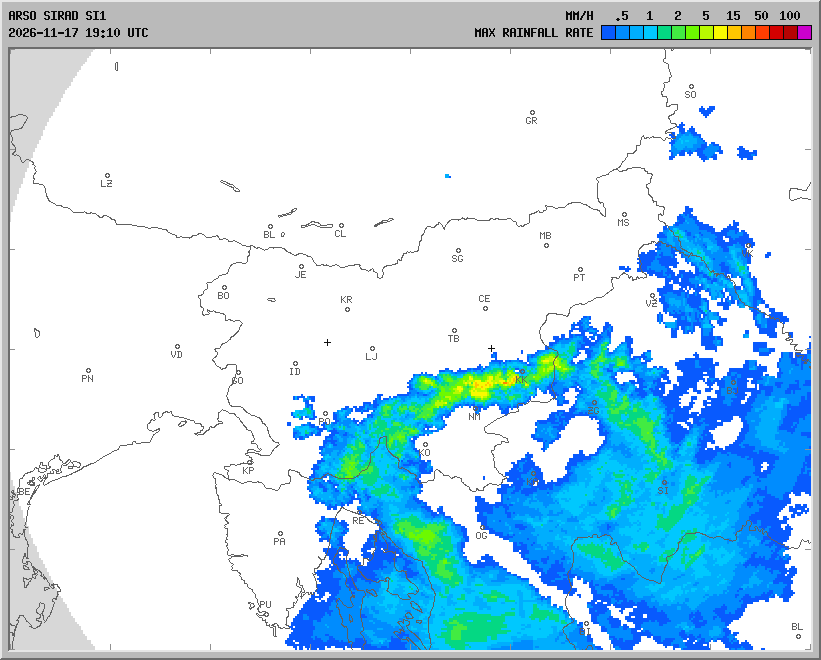 ARSO SIRAD SI1
MM/H .5 1 2 5 15 50 100
2026-11-17 19:10 UTC
MAX RAINFALL RATE
SO
GR
LZ
MS
BL
CL
MB
SG
JE
PT
BO
KR
CE
VZ
TB
VD
LJ
ID
PN
GO
KK
NM
PO
KO
KP
BE
SI
RE
PA
OG
PU
BL